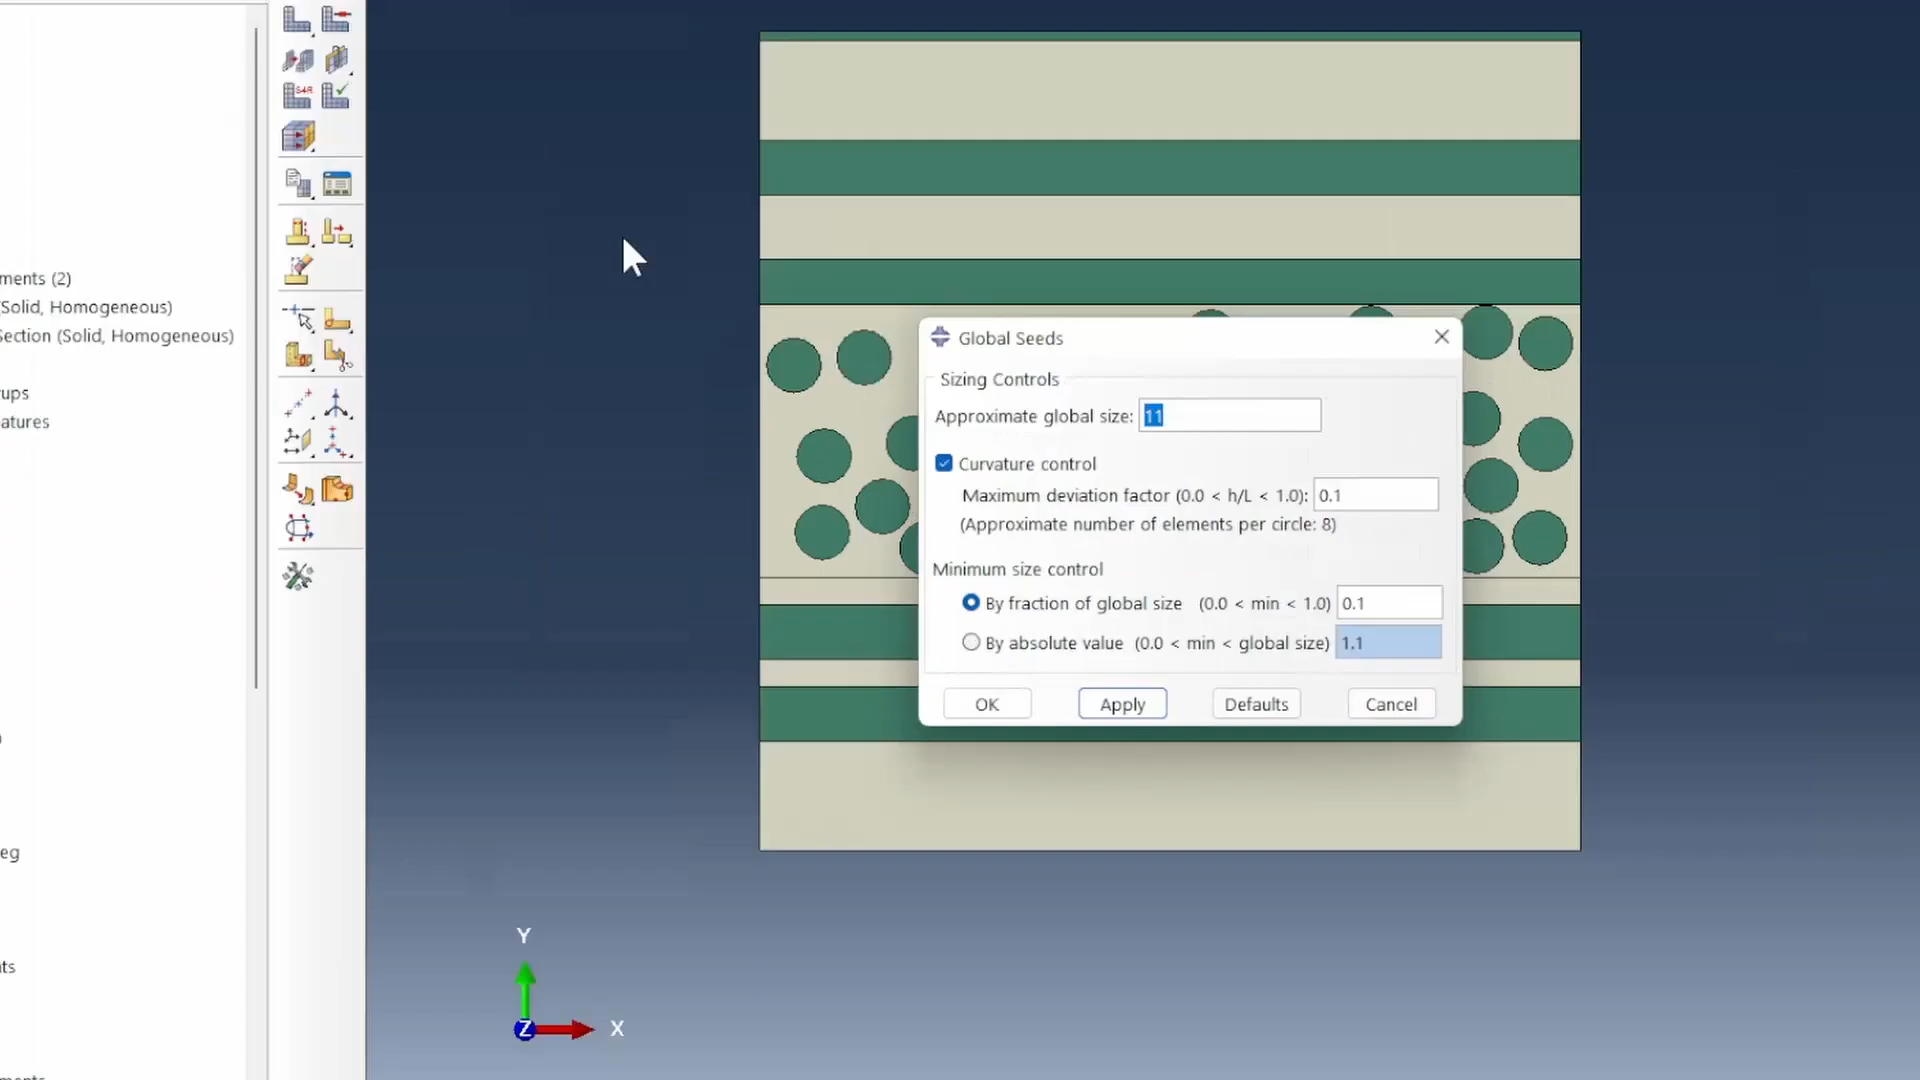 S4R
ments (2)
(Solid, Homogeneous)
Section (Solid, Homogeneous)
ups
atures
eg
ts
ments
Global Seeds
Sizing Controls
Approximate global size: 11
Curvature control
Maximum deviation factor (0.0 < h/L < 1.0): 0.1
(Approximate number of elements per circle: 8)
Minimum size control
By fraction of global size (0.0 < min < 1.0) 0.1
By absolute value (0.0 < min < global size) 1.1
OK Apply Defaults Cancel
Y
Z X